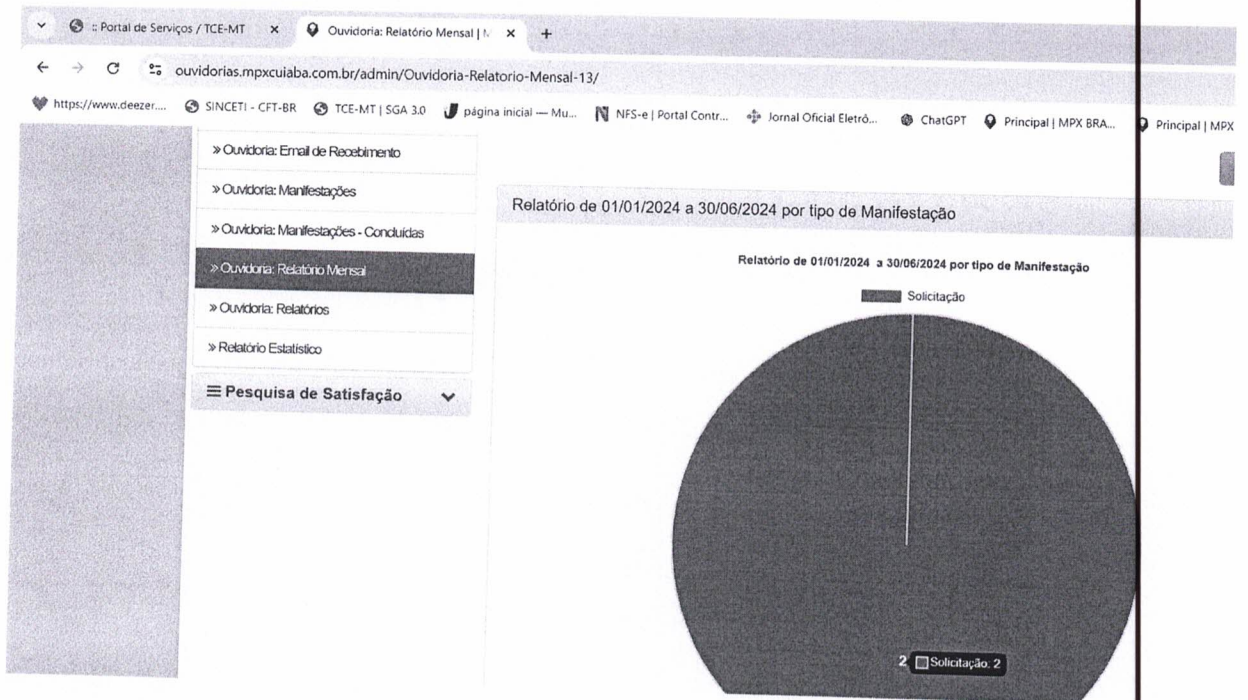 :: Portal de Serviços / TCE-MT
Ouvidoria: Relatório Mensal | M
ouvidorias.mpxcuiaba.com.br/admin/Ouvidoria-Relatorio-Mensal-13/
https://www.deezer.... SINCETI - CFT-BR TCE-MT | SGA 3.0 página inicial — Mu... NFS-e | Portal Contr... Jornal Oficial Eletrô... ChatGPT Principal | MPX BRA... Principal | MPX
» Ouvidoria: Email de Recebimento
» Ouvidoria: Manifestações
» Ouvidoria: Manifestações - Concluídas
» Ouvidoria: Relatório Mensal
» Ouvidoria: Relatórios
» Relatório Estatístico
Pesquisa de Satisfação
Relatório de 01/01/2024 a 30/06/2024 por tipo de Manifestação
Relatório de 01/01/2024 a 30/06/2024 por tipo de Manifestação
Solicitação
2 Solicitação: 2